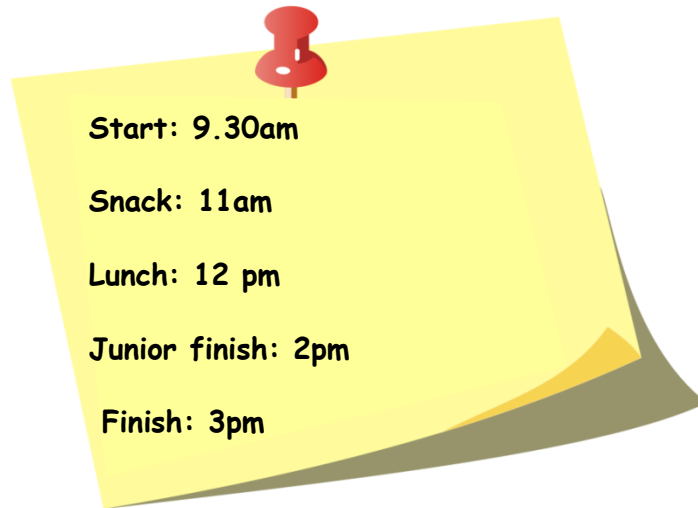 Start: 9.30am
Snack: 11am
Lunch: 12 pm
Junior finish: 2pm
Finish: 3pm